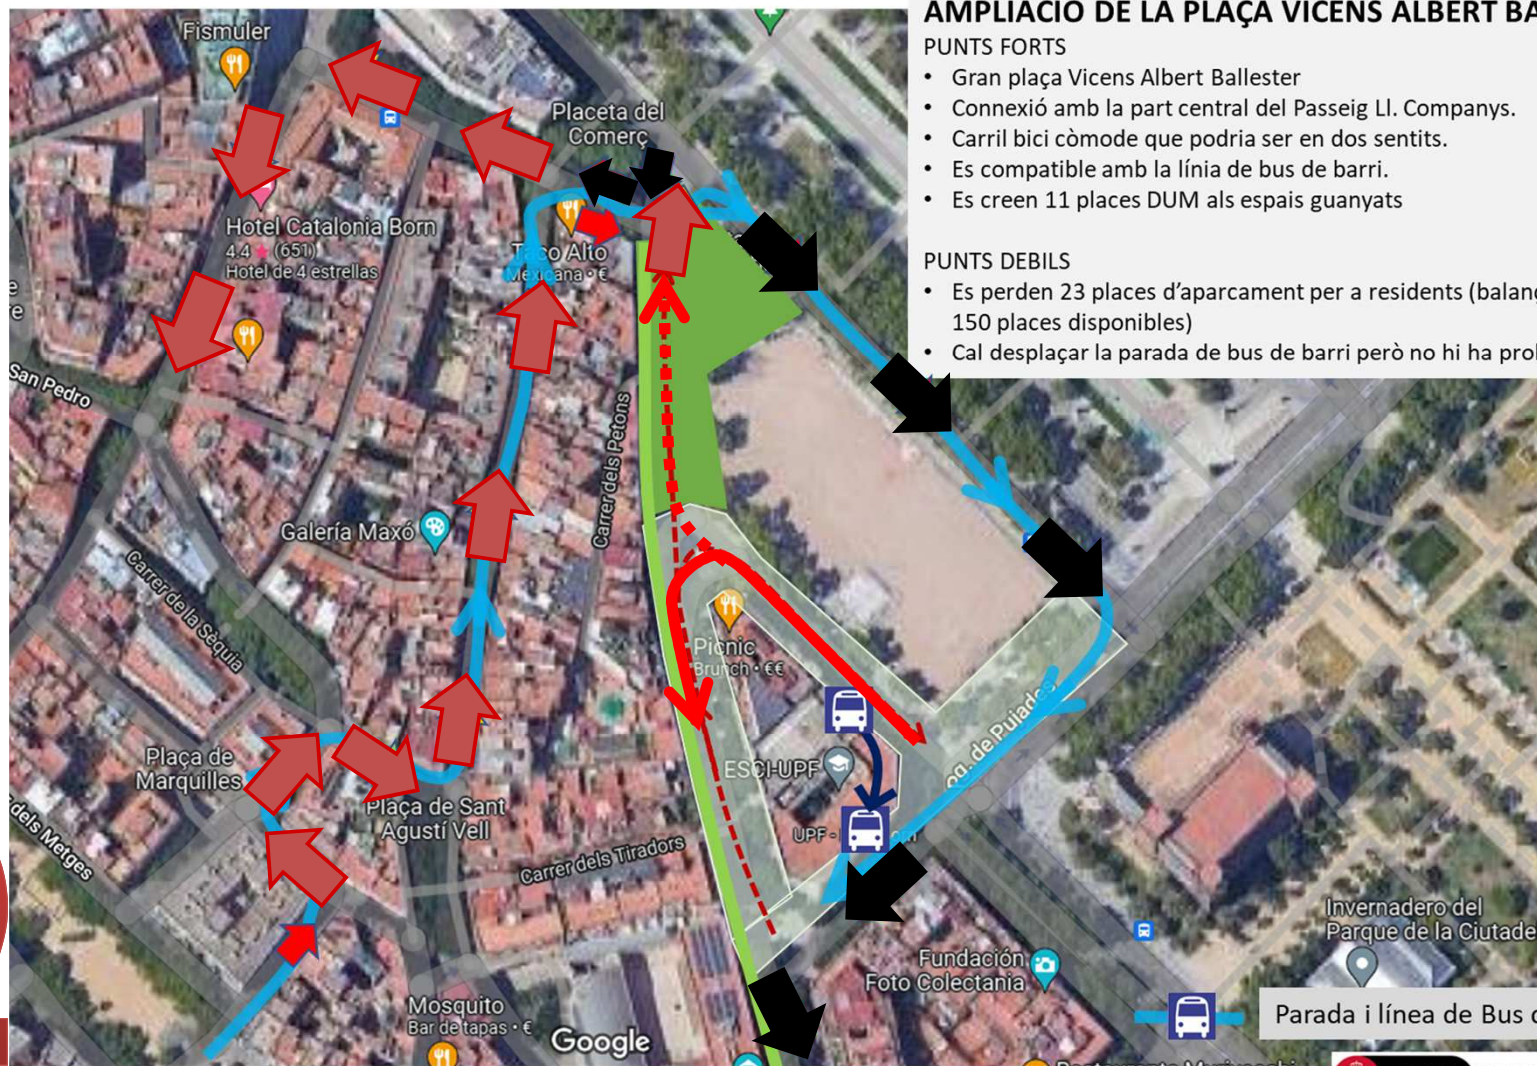 AMPLIACIÓ DE LA PLAÇA VICENS ALBERT BA
PUNTS FORTS
• Gran plaça Vicens Albert Ballester
• Connexió amb la part central del Passeig Ll. Companys.
• Carril bici còmode que podria ser en dos sentits.
• Es compatible amb la línia de bus de barri.
• Es creen 11 places DUM als espais guanyats
PUNTS DEBILS
• Es perden 23 places d’aparcament per a residents (balanç
150 places disponibles)
• Cal desplaçar la parada de bus de barri però no hi ha prob
Fismuler
Placeta del
Comerç
Hotel Catalonia Born
4.4 ★ (651)
Hotel de 4 estrellas
Taco Alto
Mexicana • €
San Pedro
Carrer dels Petons
Galería Maxó
Carrer de la Sèquia
Picnic
Brunch • €€
Plaça de
Marquilles
Plaça de Sant
Agustí Vell
ESCI-UPF
pg. de Pujades
UPF -
dels Metges
Carrer dels Tiradors
Invernadero del
Parque de la Ciutade
Fundación
Foto Colectania
Mosquito
Bar de tapas • €
Google
Parada i línea de Bus d